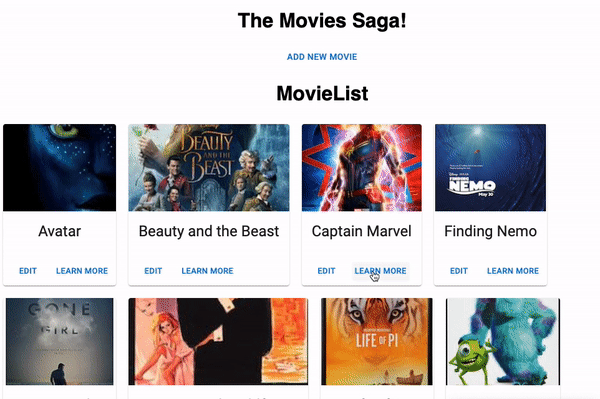 The Movies Saga!
ADD NEW MOVIE
MovieList
BEAUTY
AND THE
BEAST
FINDING
NEMO
MAY 30
Avatar
Beauty and the Beast
Captain Marvel
Finding Nemo
EDIT LEARN MORE
EDIT LEARN MORE
EDIT LEARN MORE
EDIT LEARN MORE
GONE
GIRL
LIFE OF PI